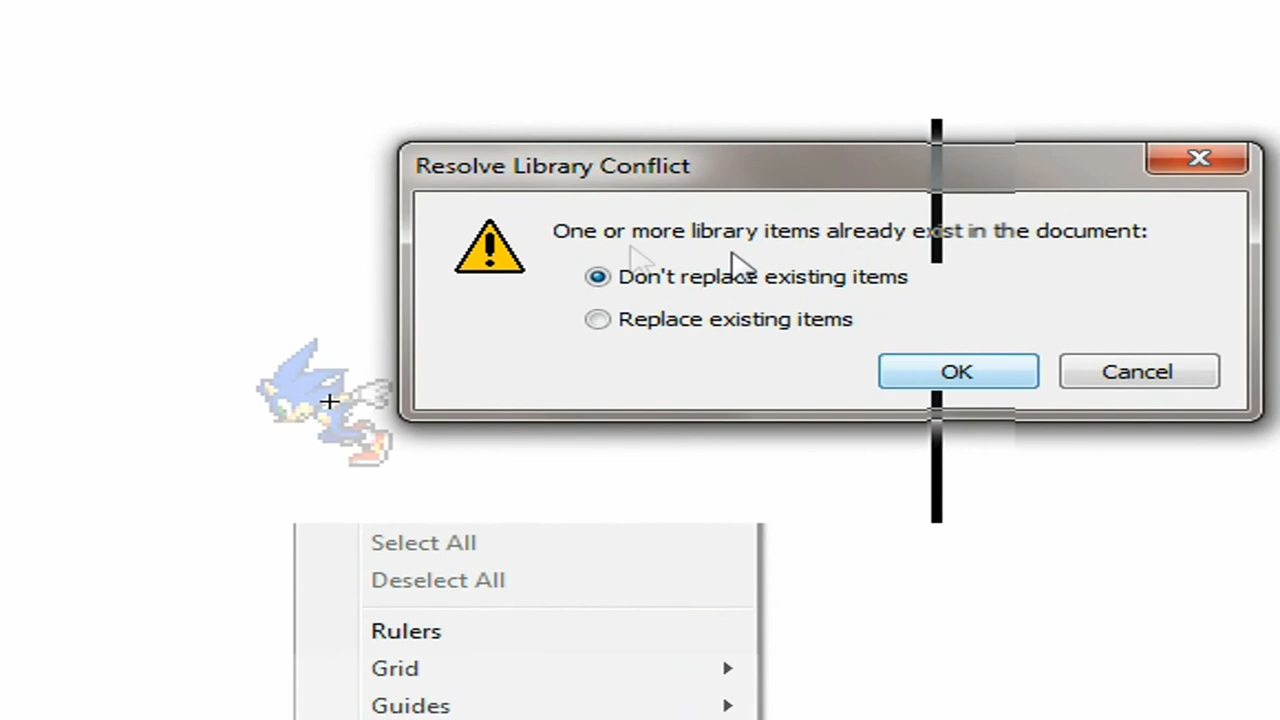 Resolve Library Conflict
One or more library items already exist in the document:
Don't replace existing items
Replace existing items
OK
Cancel
Select All
Deselect All
Rulers
Grid
Guides